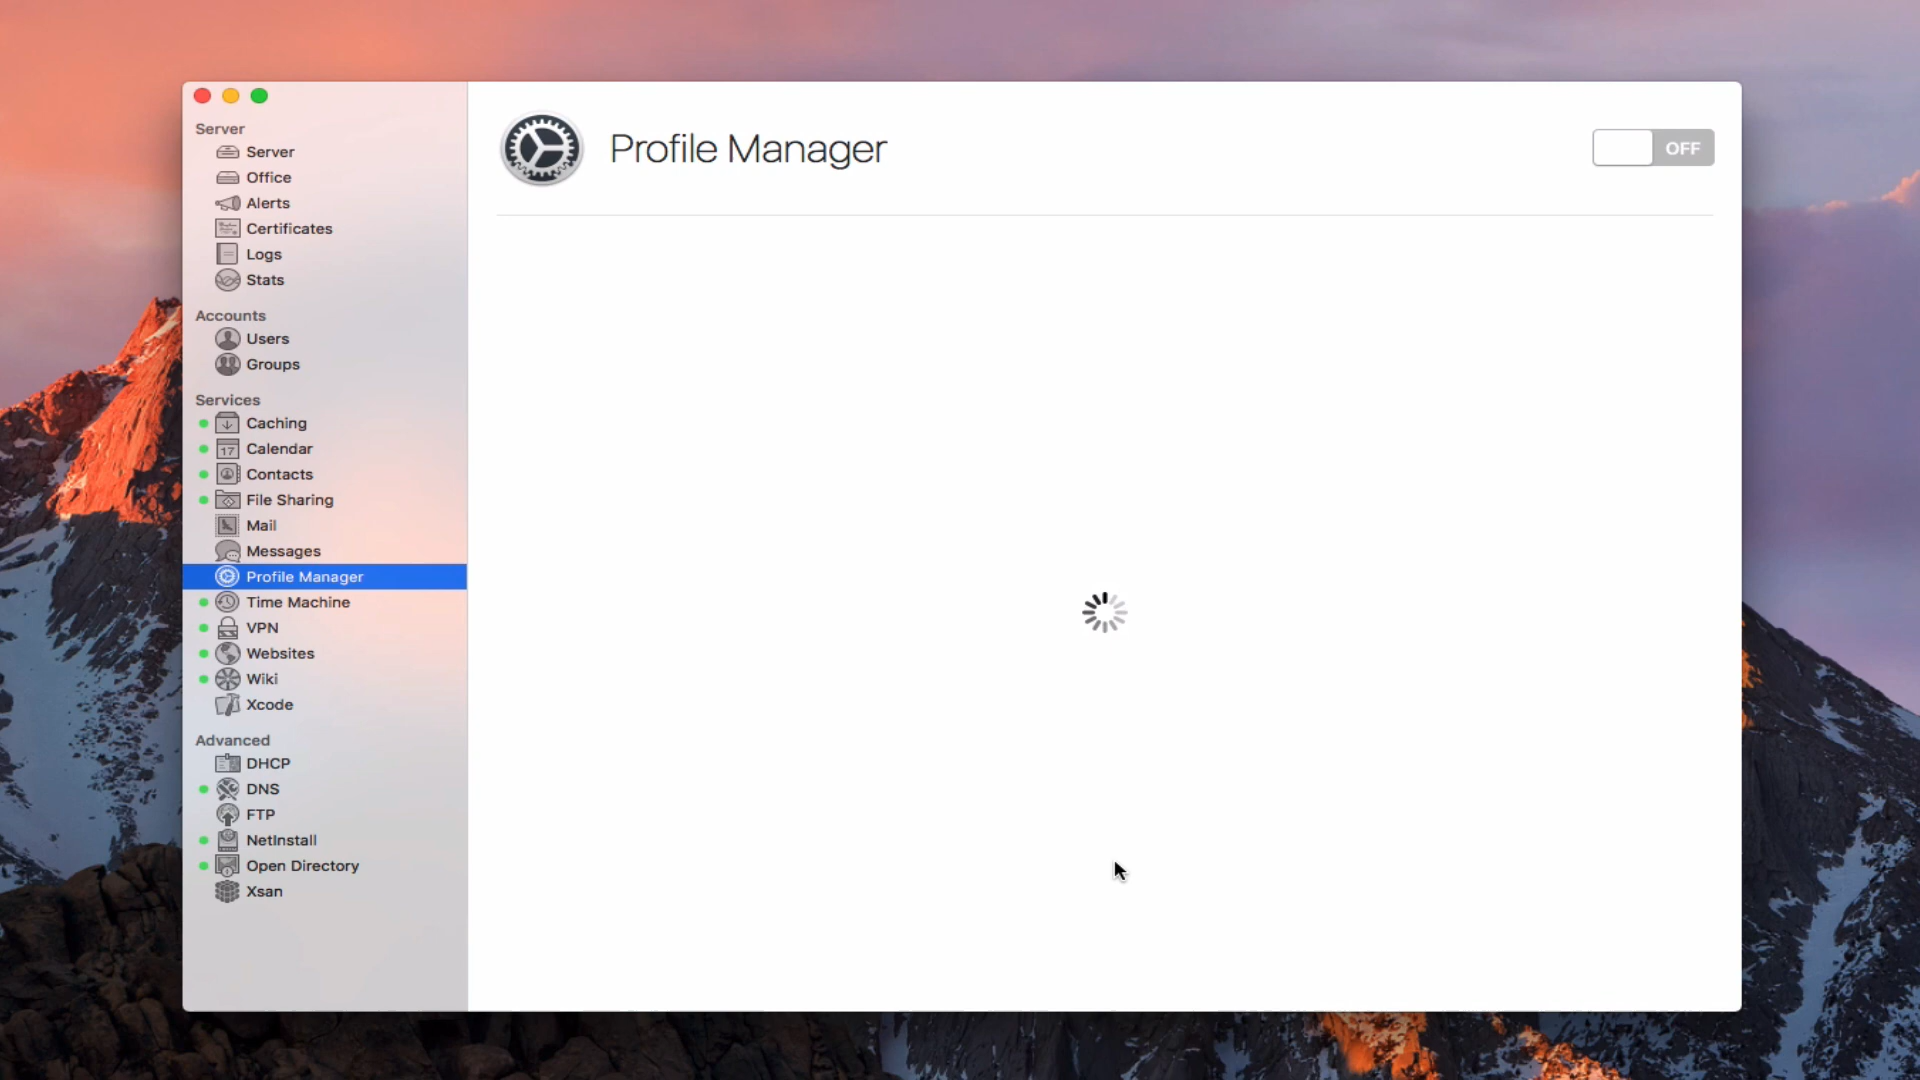 Server
Server
Office
Alerts
Certificates
Logs
Stats
Accounts
Users
Groups
Services
Caching
17
Calendar
Contacts
File Sharing
Mail
Messages
Profile Manager
Time Machine
VPN
Websites
Wiki
Xcode
Advanced
DHCP
DNS
FTP
NetInstall
Open Directory
Xsan
Profile Manager
OFF